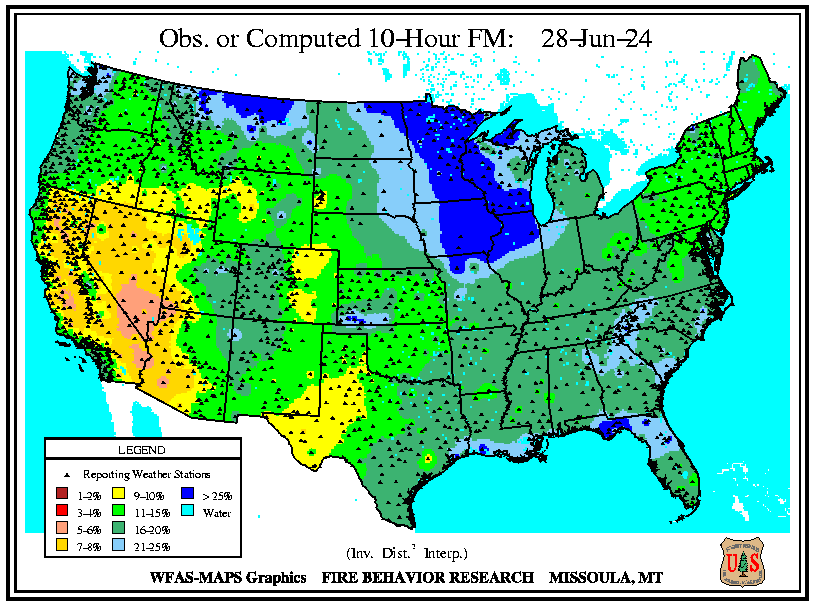 Obs. or Computed 10-Hour FM: 28-Jun-24
LEGEND
Reporting Weather Stations
1-2% 9-10% > 25%
3-4% 11-15% Water
5-6% 16-20%
7-8% 21-25%
(Inv. Dist.² Interp.)
WFAS-MAPS Graphics FIRE BEHAVIOR RESEARCH MISSOULA, MT
U S